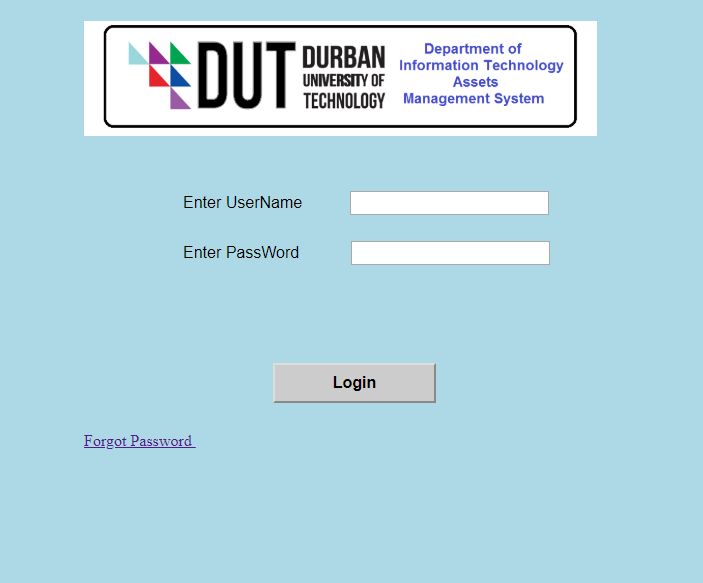 DUT
DURBAN
UNIVERSITY OF
TECHNOLOGY
Department of
Information Technology
Assets
Management System
Enter UserName
Enter PassWord
Login
Forgot Password